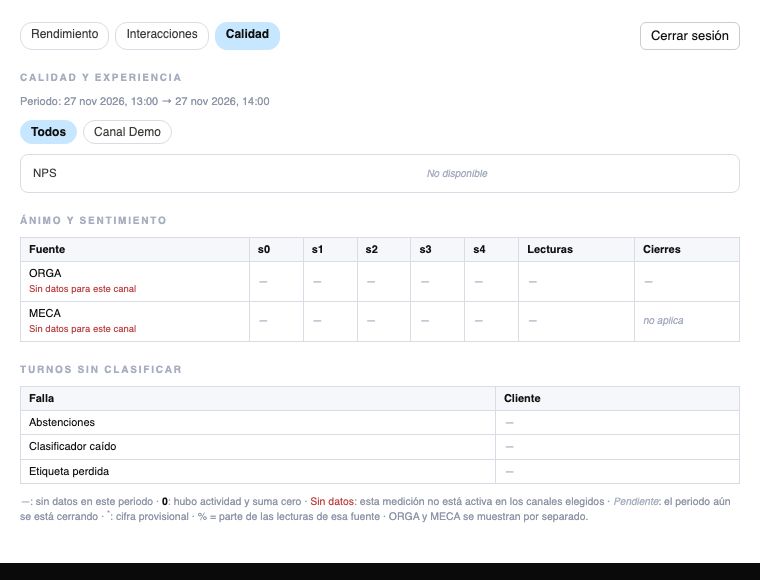 Rendimiento Interacciones Calidad Cerrar sesión
CALIDAD Y EXPERIENCIA
Periodo: 27 nov 2026, 13:00 → 27 nov 2026, 14:00
Todos Canal Demo
NPS No disponible
ÁNIMO Y SENTIMIENTO
Fuente s0 s1 s2 s3 s4 Lecturas Cierres
ORGA
Sin datos para este canal
— — — — — — —
MECA
Sin datos para este canal
— — — — — — no aplica
TURNOS SIN CLASIFICAR
Falla Cliente
Abstenciones —
Clasificador caído —
Etiqueta perdida —
—: sin datos en este periodo · 0: hubo actividad y suma cero · Sin datos: esta medición no está activa en los canales elegidos · Pendiente: el periodo aún
se está cerrando · *: cifra provisional · % = parte de las lecturas de esa fuente · ORGA y MECA se muestran por separado.